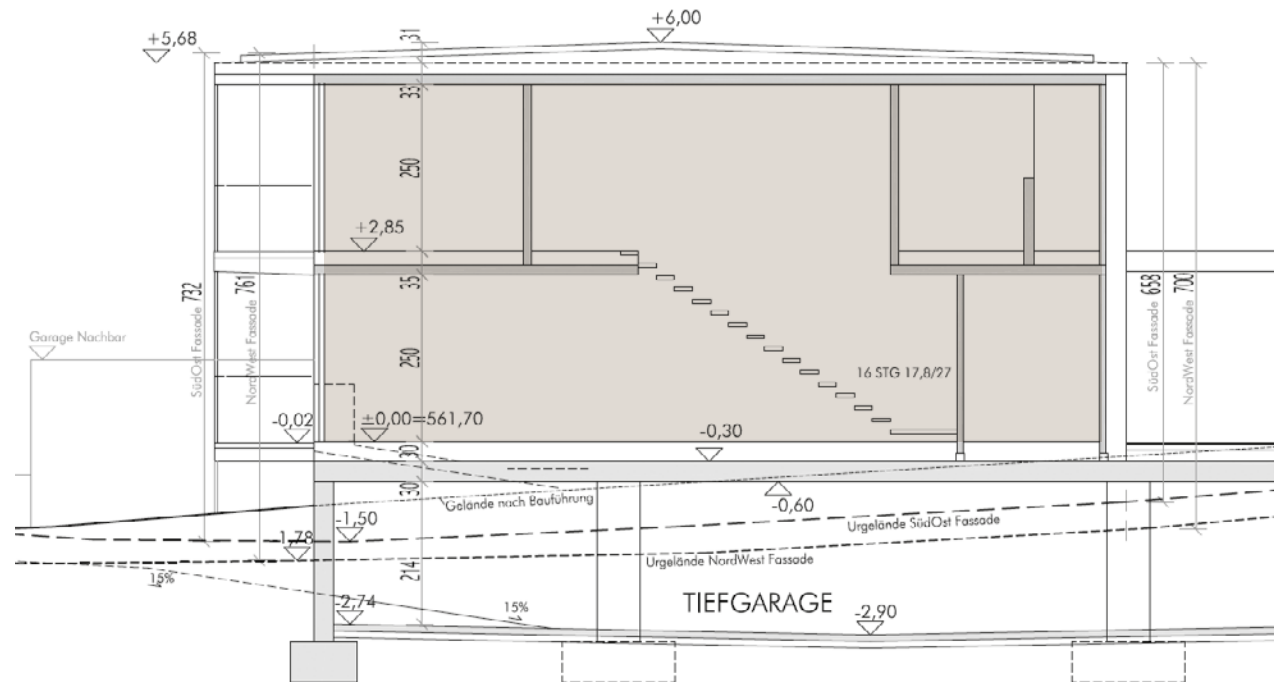 +6,00
+5,68
31
33
250
+2,85
35
SüdOst Fassade 732
NordWest Fassade 761
SüdOst Fassade 658
NordWest Fassade 700
Garage Nachbar
250
16 STG 17,8/27
-0,02
±0,00=561,70
-0,30
30
30
Gelände nach Bauführung
-0,60
-1,50
Urgelände SüdOst Fassade
-1,78
Urgelände NordWest Fassade
15%
214
TIEFGARAGE
-2,74
15%
-2,90